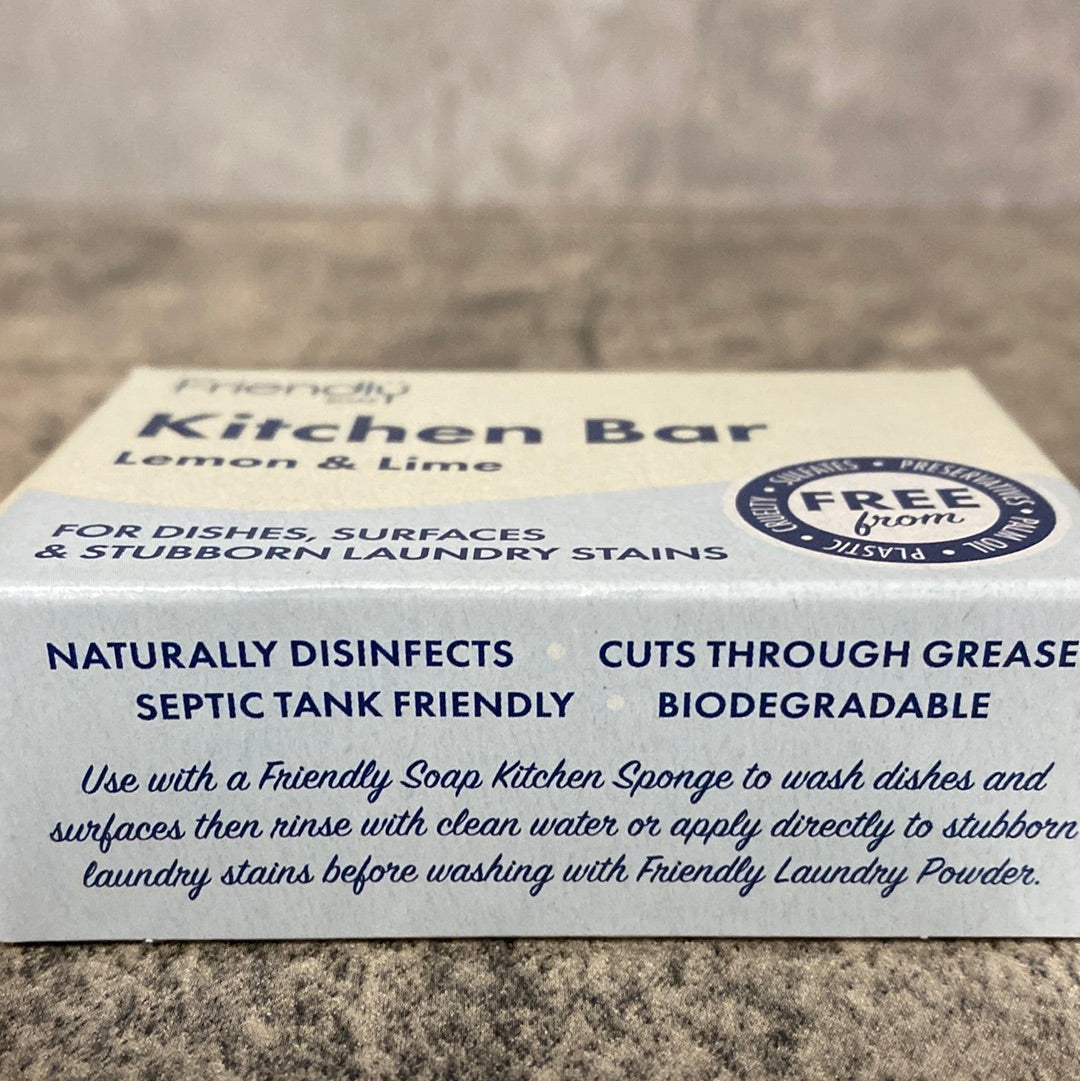 Friendly
SOAP
Kitchen Bar
Lemon & Lime
FOR DISHES, SURFACES
& STUBBORN LAUNDRY STAINS
FREE
from
SULFATES • PRESERVATIVES • PALM OIL • PLASTIC • CRUELTY •
NATURALLY DISINFECTS • CUTS THROUGH GREASE
SEPTIC TANK FRIENDLY • BIODEGRADABLE
Use with a Friendly Soap Kitchen Sponge to wash dishes and
surfaces then rinse with clean water or apply directly to stubborn
laundry stains before washing with Friendly Laundry Powder.